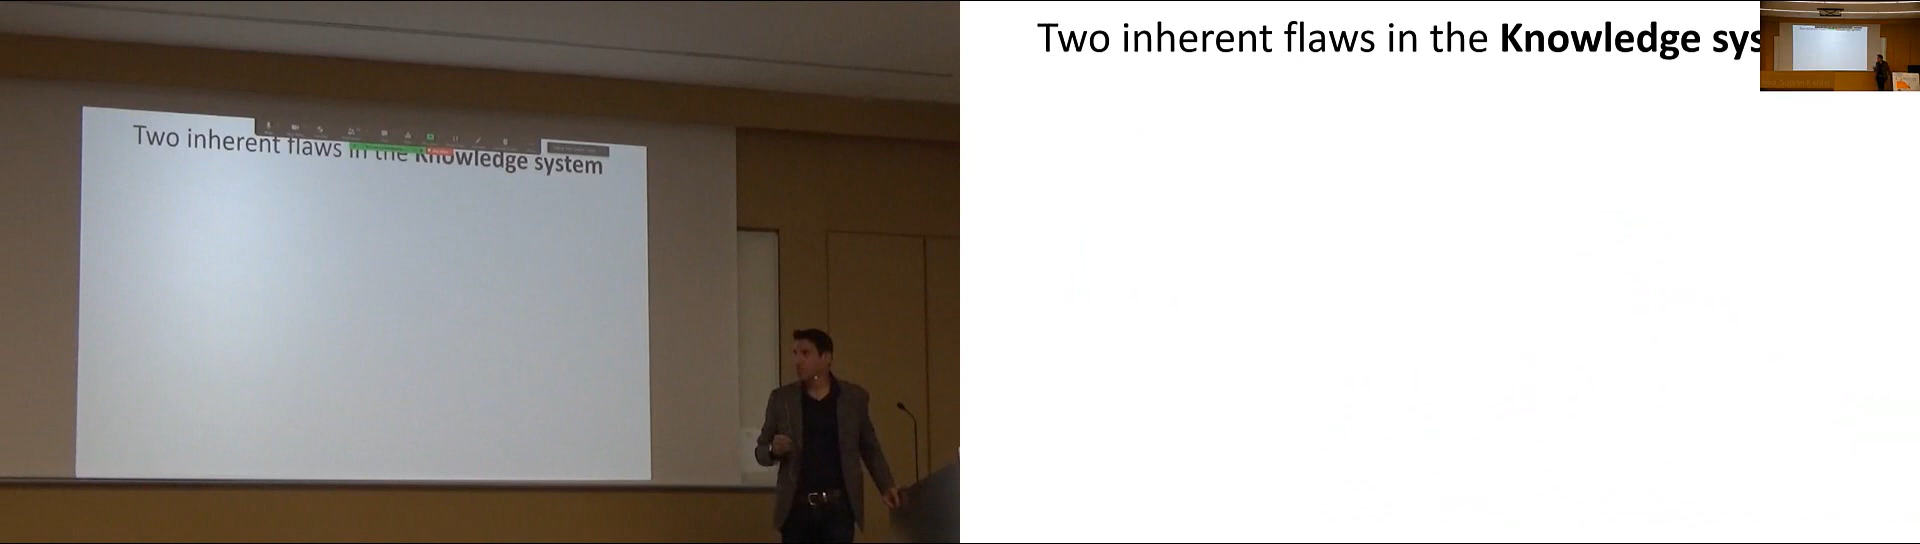 Two inherent flaws in the Knowledge system
Two inherent flaws in the Knowledge sys